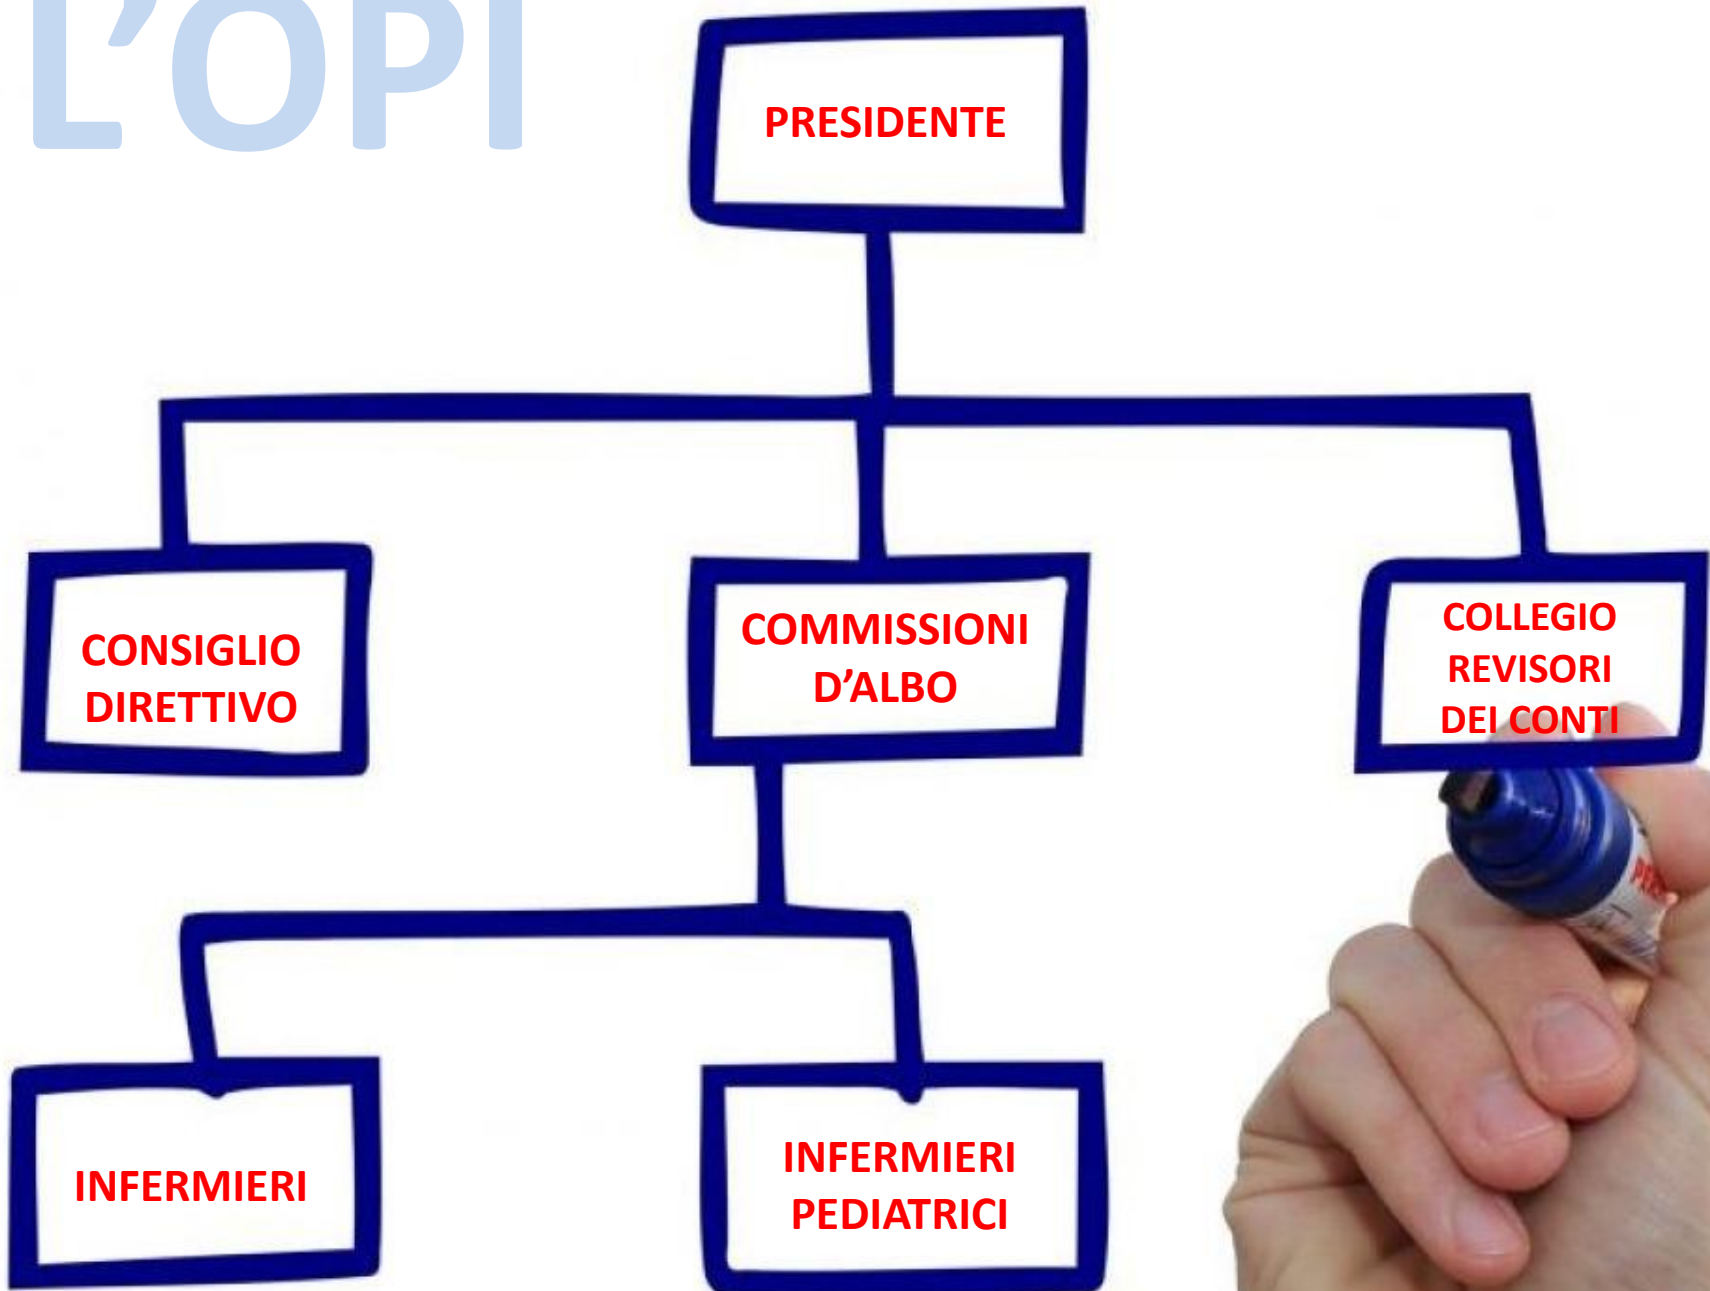 L'OPI
PRESIDENTE
CONSIGLIO
DIRETTIVO
COMMISSIONI
D'ALBO
COLLEGIO
REVISORI
DEI CONTI
INFERMIERI
INFERMIERI
PEDIATRICI